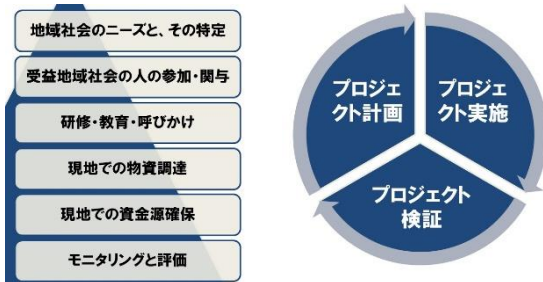 地域社会のニーズと、その特定
受益地域社会の人の参加・関与
研修・教育・呼びかけ
現地での物資調達
現地での資金源確保
モニタリングと評価
プロジェ
クト計画
プロジェ
クト実施
プロジェクト
検証